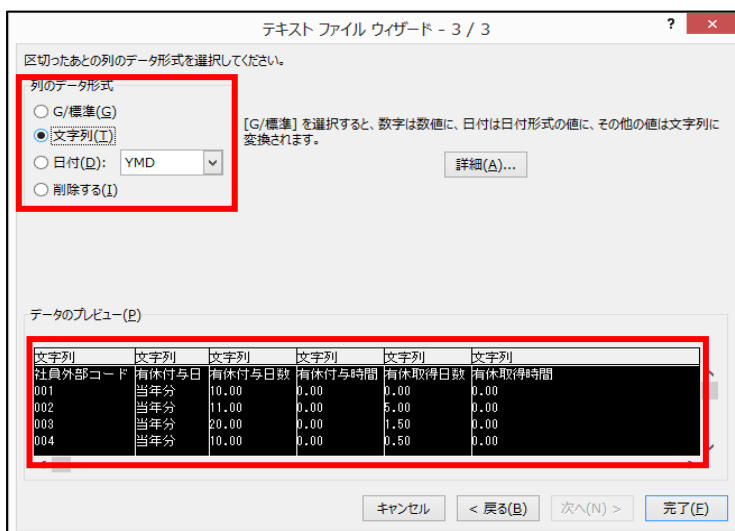 テキスト ファイル ウィザード - 3 / 3 ? ×
区切ったあとの列のデータ形式を選択してください。
列のデータ形式
G/標準(G)
文字列(T)
日付(D): YMD
削除する(I)
[G/標準] を選択すると、数字は数値に、日付は日付形式の値に、その他の値は文字列に
変換されます。
詳細(A)...
データのプレビュー(P)
文字列 文字列 文字列 文字列 文字列 文字列
社員外部コード 有休付与日 有休付与日数 有休付与時間 有休取得日数 有休取得時間
001 当年分 10.00 0.00 0.00 0.00
002 当年分 11.00 0.00 5.00 0.00
003 当年分 20.00 0.00 1.50 0.00
004 当年分 10.00 0.00 0.50 0.00
キャンセル < 戻る(B) 次へ(N) > 完了(F)